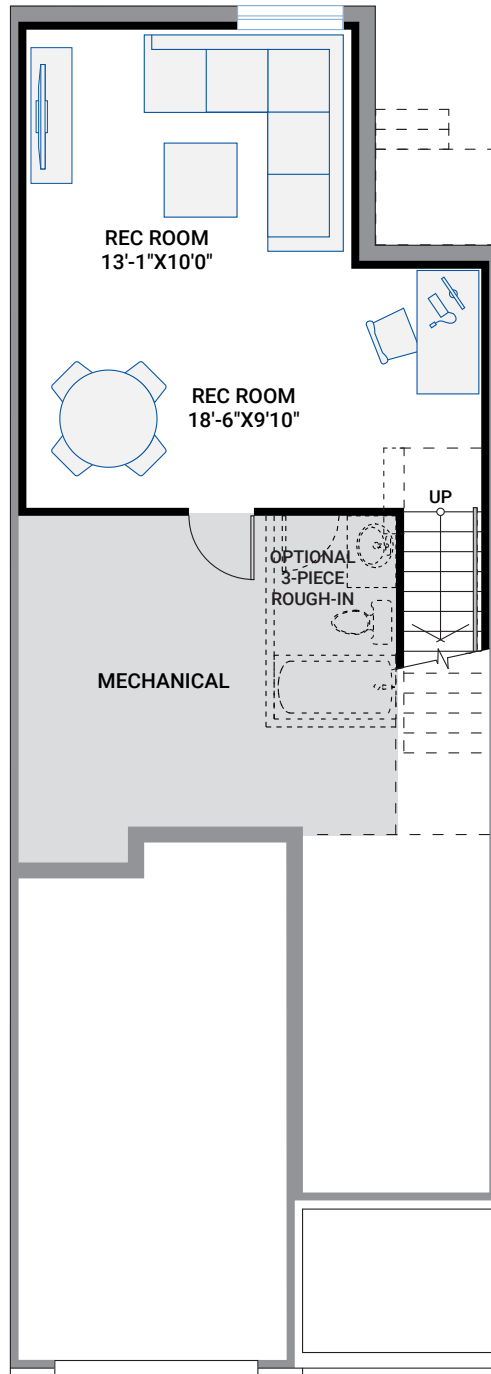 REC ROOM
13'-1"X10'0"
REC ROOM
18'-6"X9'10"
UP
OPTIONAL
3-PIECE
ROUGH-IN
MECHANICAL